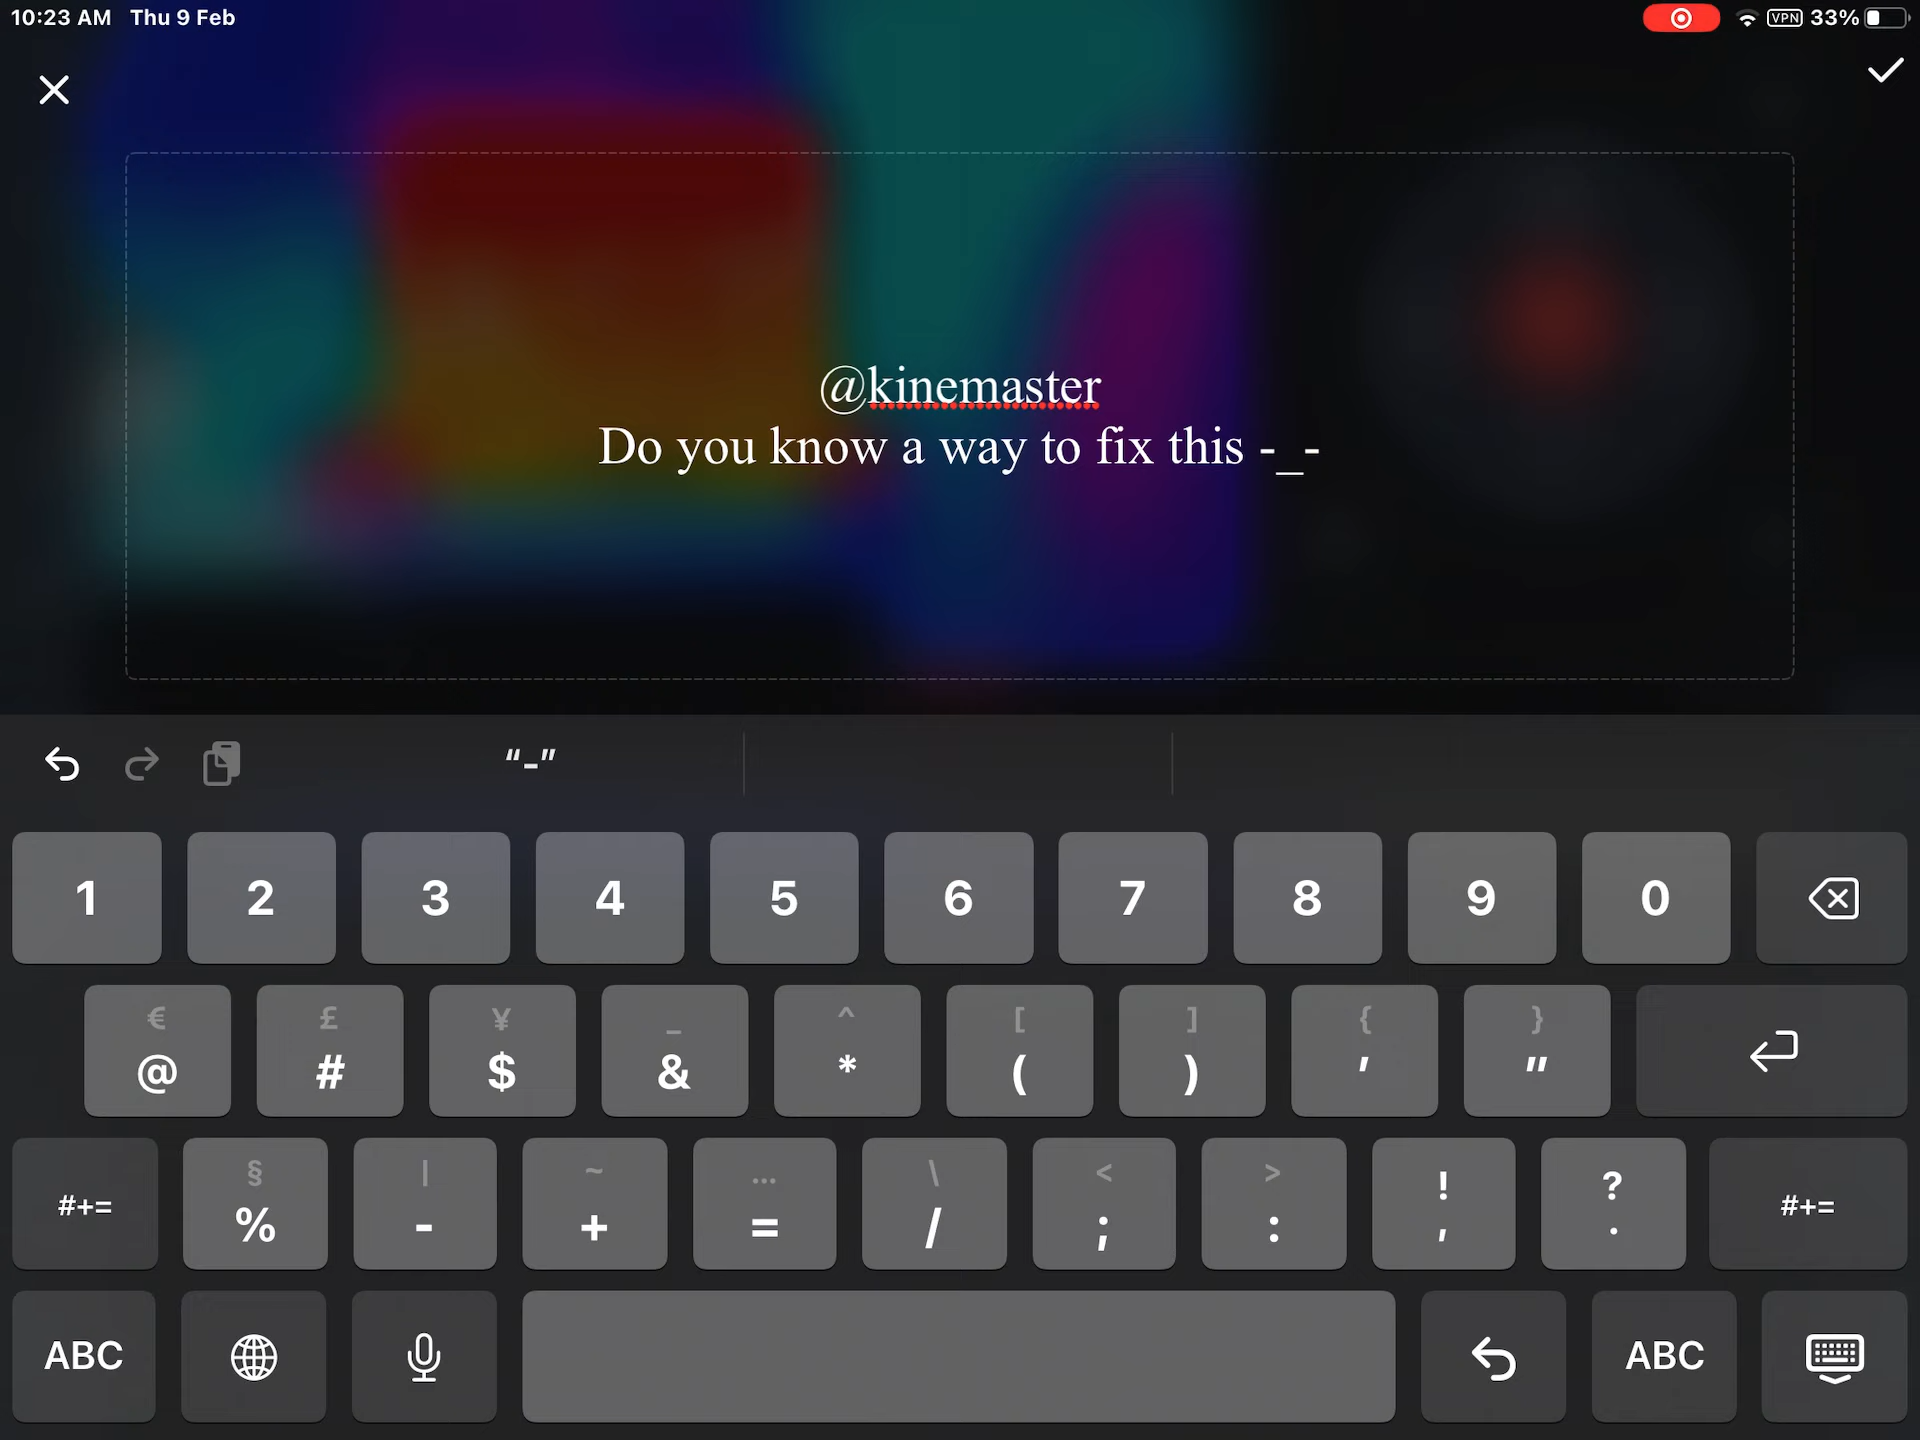 10:23 AM Thu 9 Feb VPN 33%
@kinemaster
Do you know a way to fix this -_-
“-”
1 2 3 4 5 6 7 8 9 0
€ £ ¥ _ ^ [ ] { }
@ # $ & * ( ) ' "
§ | ~ … \ < > ! ?
#+= % - + = / ; : , . #+=
ABC ABC